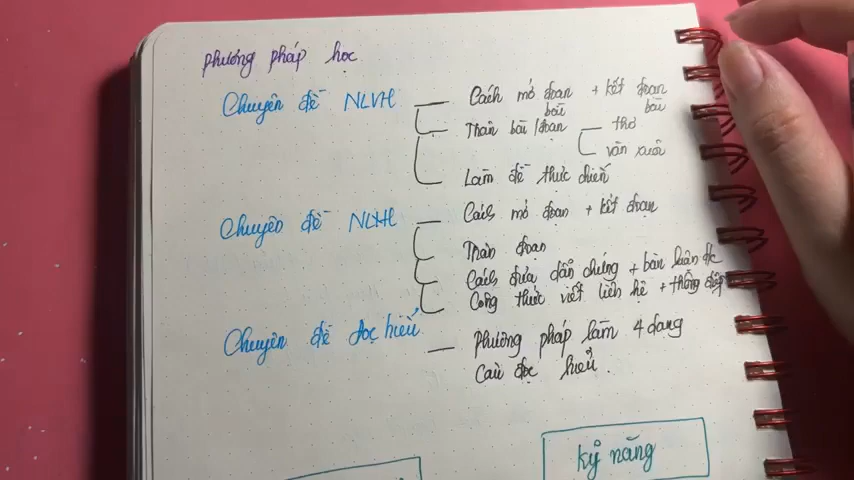 phương pháp học
Chuyên đề NLVH
Cách mở đoạn + kết đoạn
bài bài
Thân bài / đoạn
thơ
văn xuôi
Làm đề thực chiến
Chuyên đề NLXH
Cách mở đoạn + kết đoạn
Thân đoạn
Cách đưa dẫn chứng + bàn luận đc
Công thức viết liên hệ + thông điệp
Chuyên đề đọc hiểu
Phương pháp làm 4 dạng
câu đọc hiểu.
kỹ năng